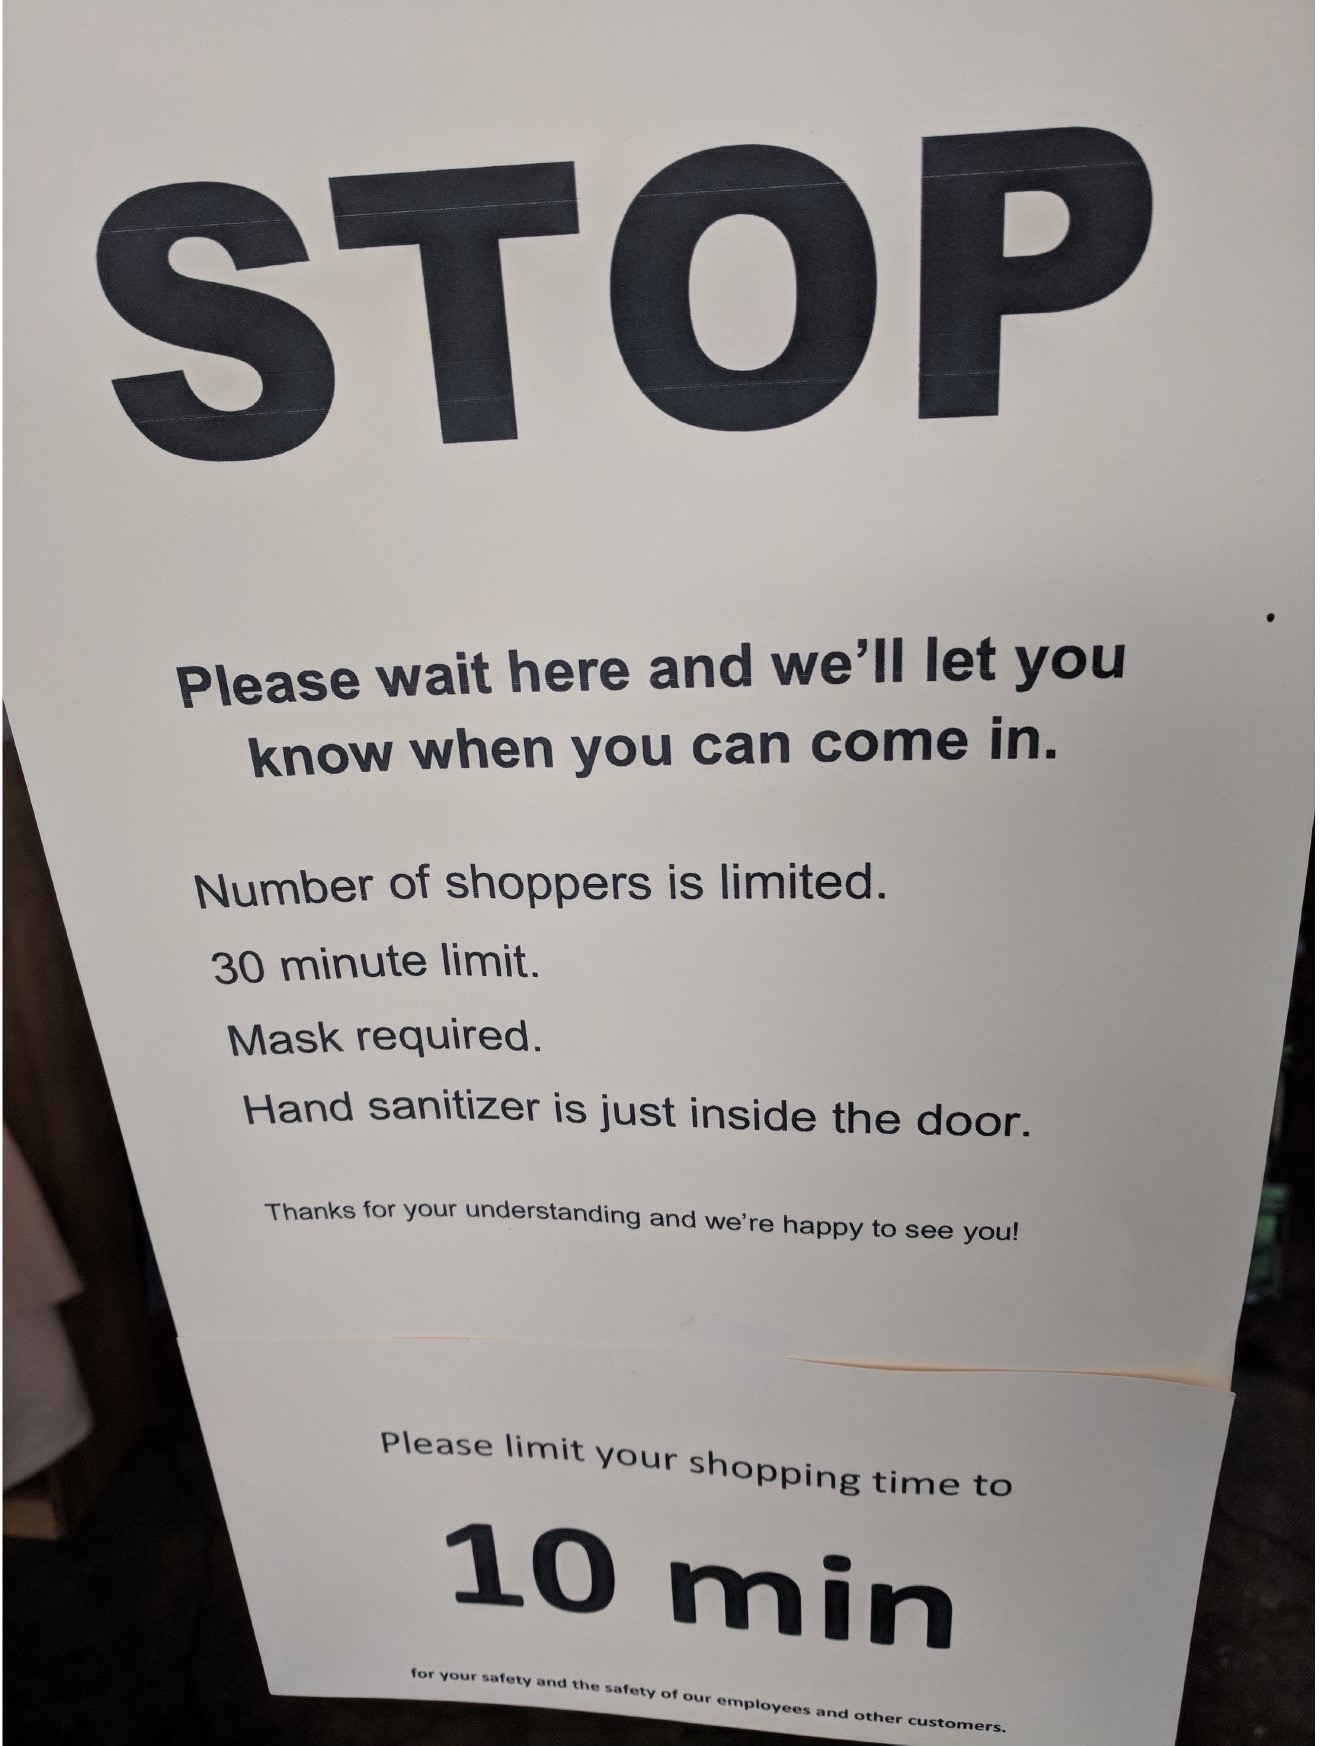 STOP
Please wait here and we'll let you
know when you can come in.
Number of shoppers is limited.
30 minute limit.
Mask required.
Hand sanitizer is just inside the door.
Thanks for your understanding and we're happy to see you!
Please limit your shopping time to
10 min
for your safety and the safety of our employees and other customers.